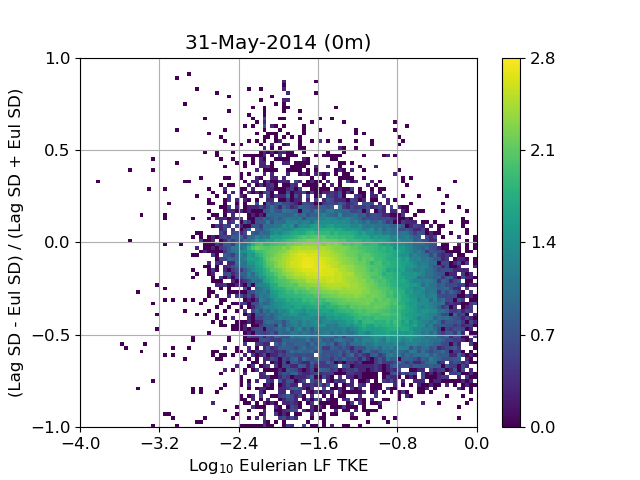 31-May-2014 (0m)
(Lag SD - Eul SD) / (Lag SD + Eul SD)
1.0
0.5
0.0
−0.5
−1.0
−4.0 −3.2 −2.4 −1.6 −0.8 0.0
Log₁₀ Eulerian LF TKE
2.8
2.1
1.4
0.7
0.0